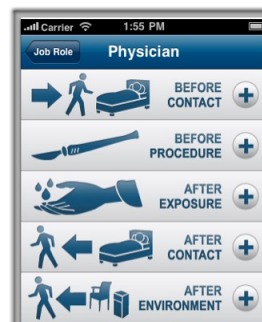 Carrier 1:55 PM
Job Role Physician
BEFORE
CONTACT
BEFORE
PROCEDURE
AFTER
EXPOSURE
AFTER
CONTACT
AFTER
ENVIRONMENT